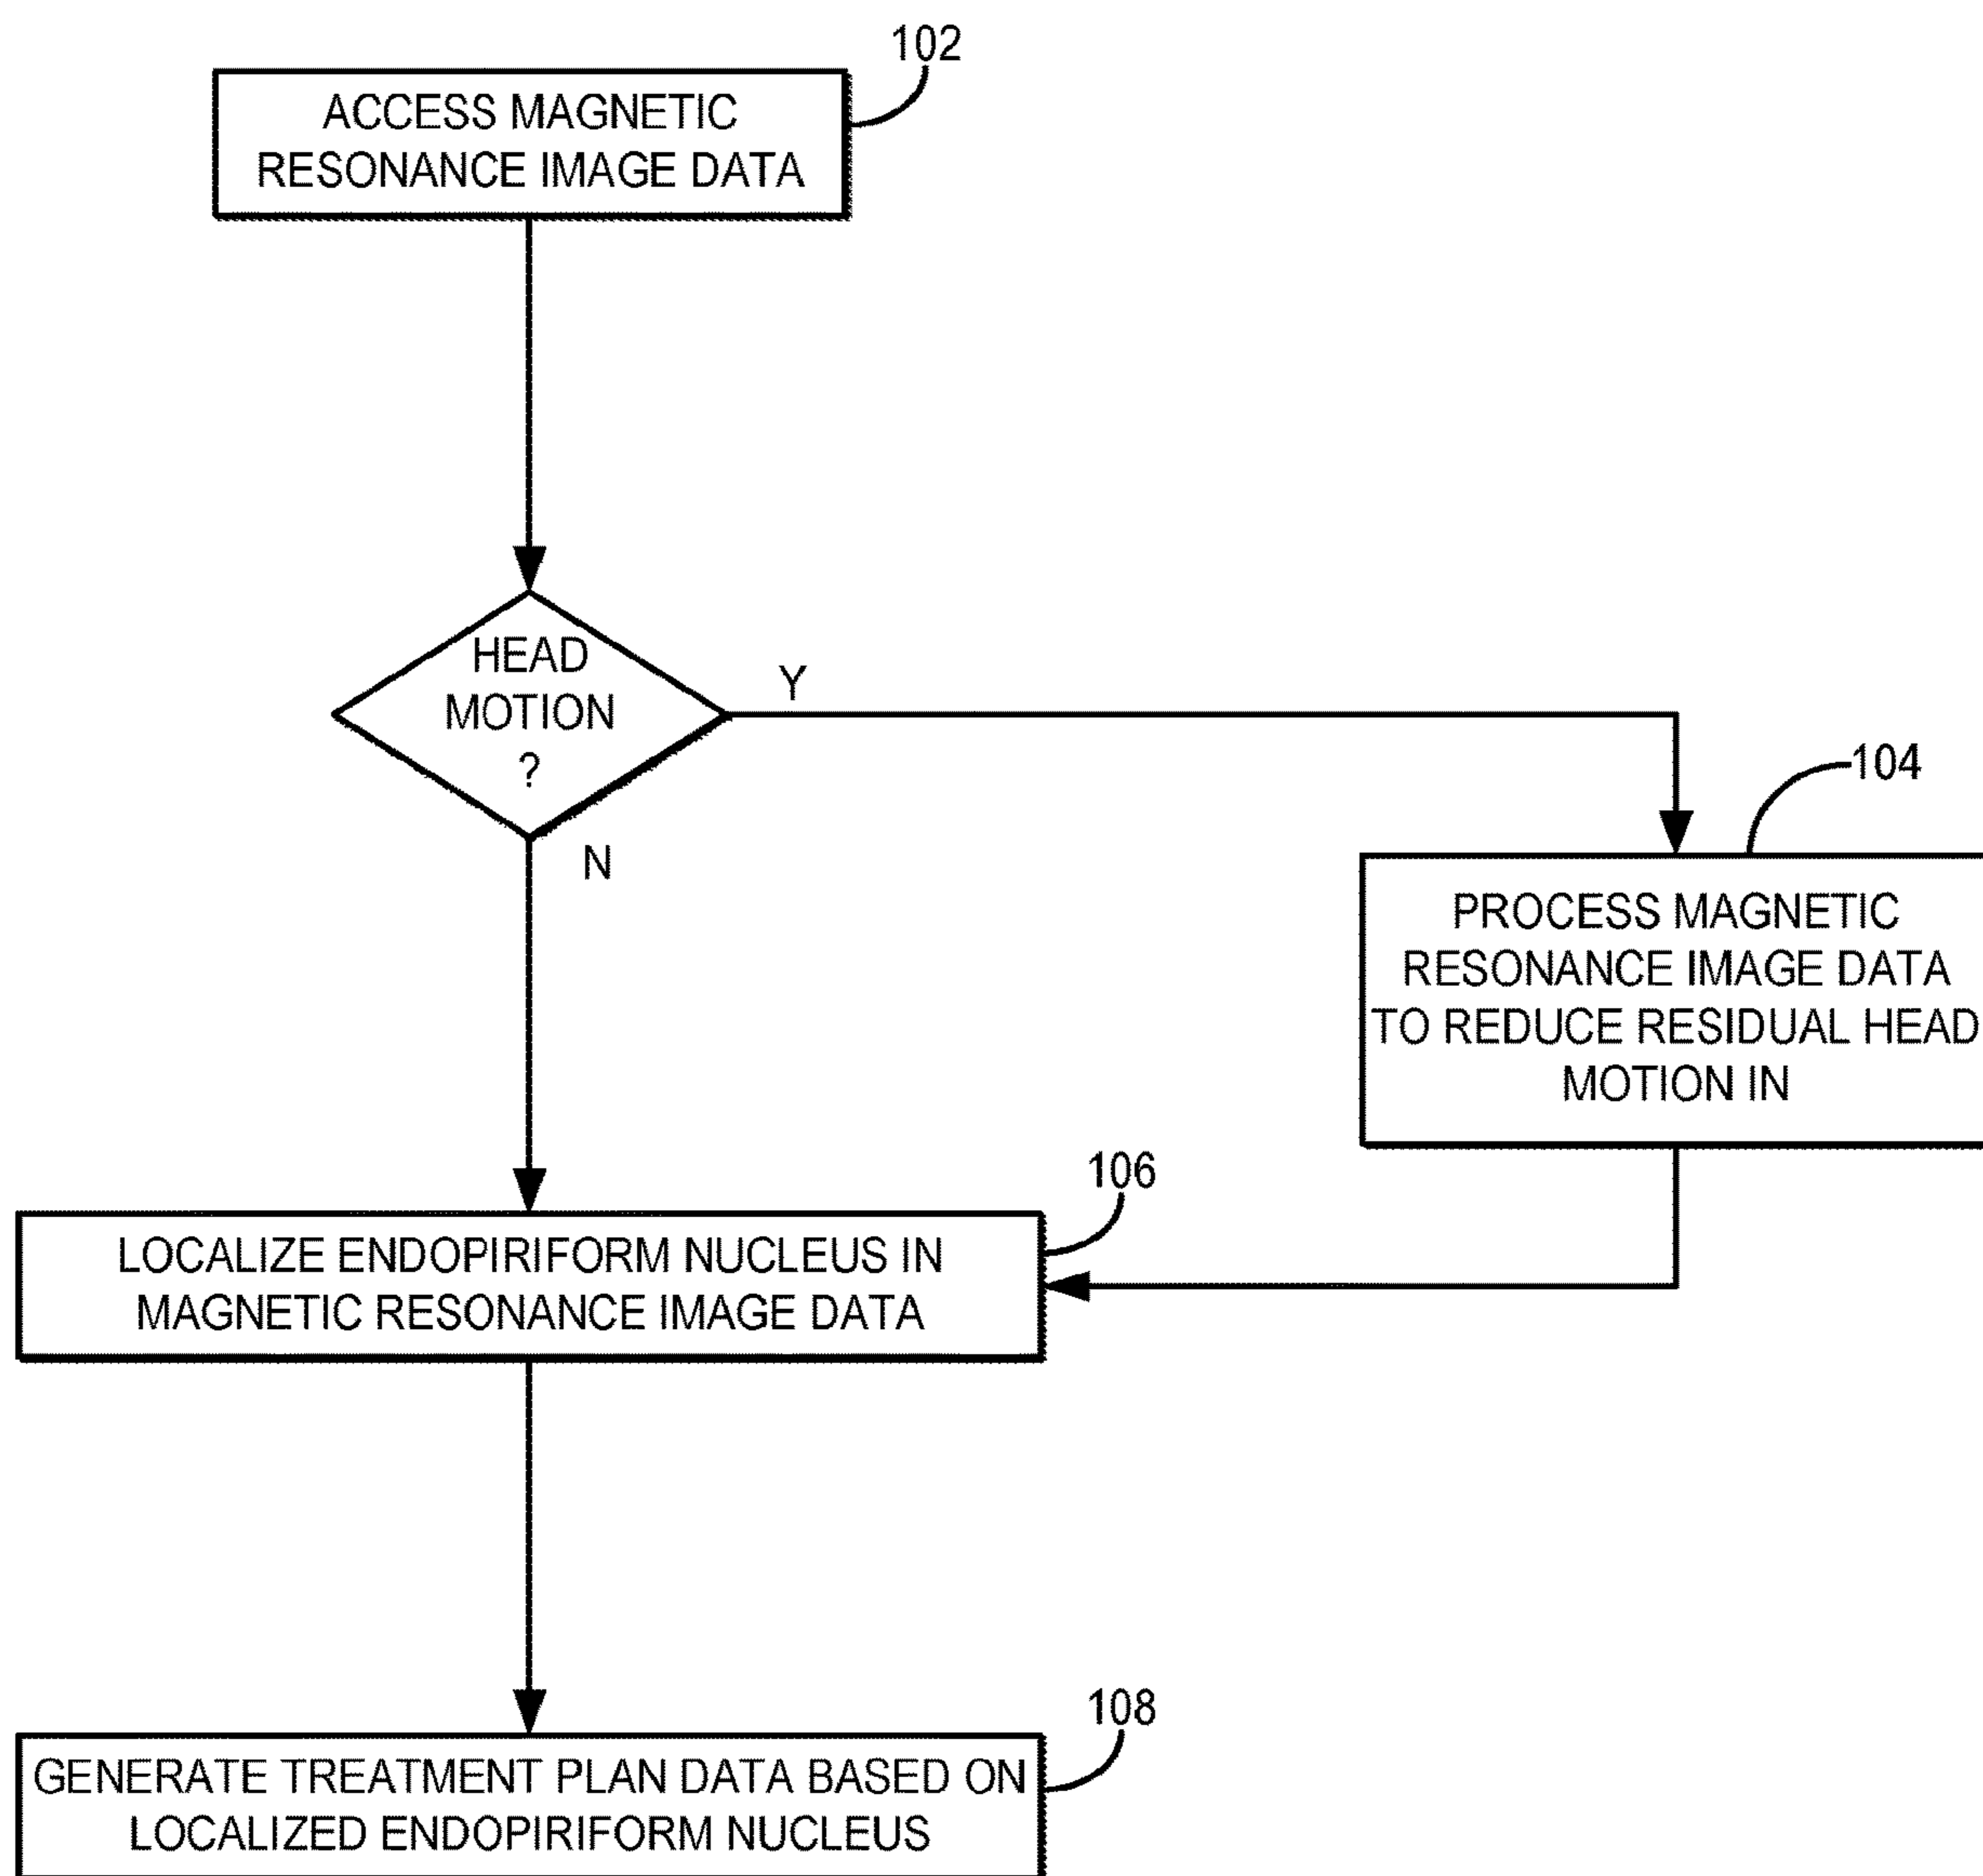 102
ACCESS MAGNETIC
RESONANCE IMAGE DATA
HEAD
MOTION
?
Y
N
104
PROCESS MAGNETIC
RESONANCE IMAGE DATA
TO REDUCE RESIDUAL HEAD
MOTION IN
106
LOCALIZE ENDOPIRIFORM NUCLEUS IN
MAGNETIC RESONANCE IMAGE DATA
108
GENERATE TREATMENT PLAN DATA BASED ON
LOCALIZED ENDOPIRIFORM NUCLEUS